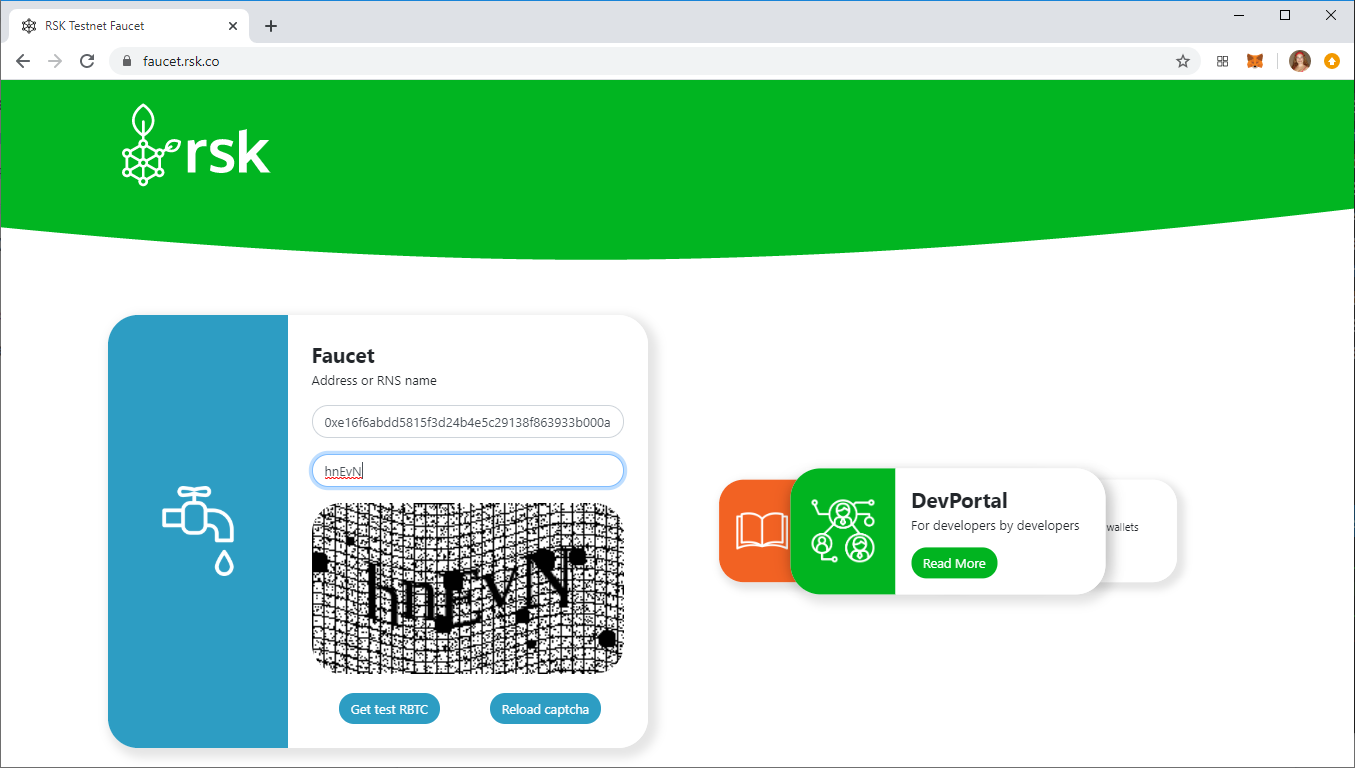 RSK Testnet Faucet
faucet.rsk.co
rsk
Faucet
Address or RNS name
0xe16f6abdd5815f3d24b4e5c29138f863933b000a
hnEvN
hnEvN
Get test RBTC
Reload captcha
DevPortal
For developers by developers
Read More
wallets